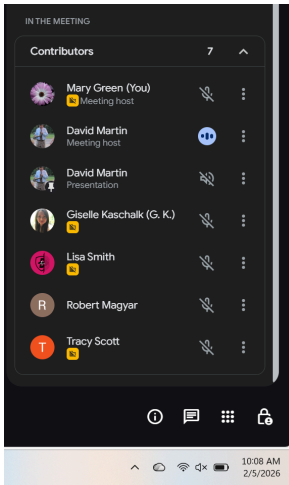 IN THE MEETING
Contributors 7
Mary Green (You)
Meeting host
David Martin
Meeting host
David Martin
Presentation
Giselle Kaschalk (G. K.)
Lisa Smith
R Robert Magyar
T Tracy Scott
10:08 AM
2/5/2026